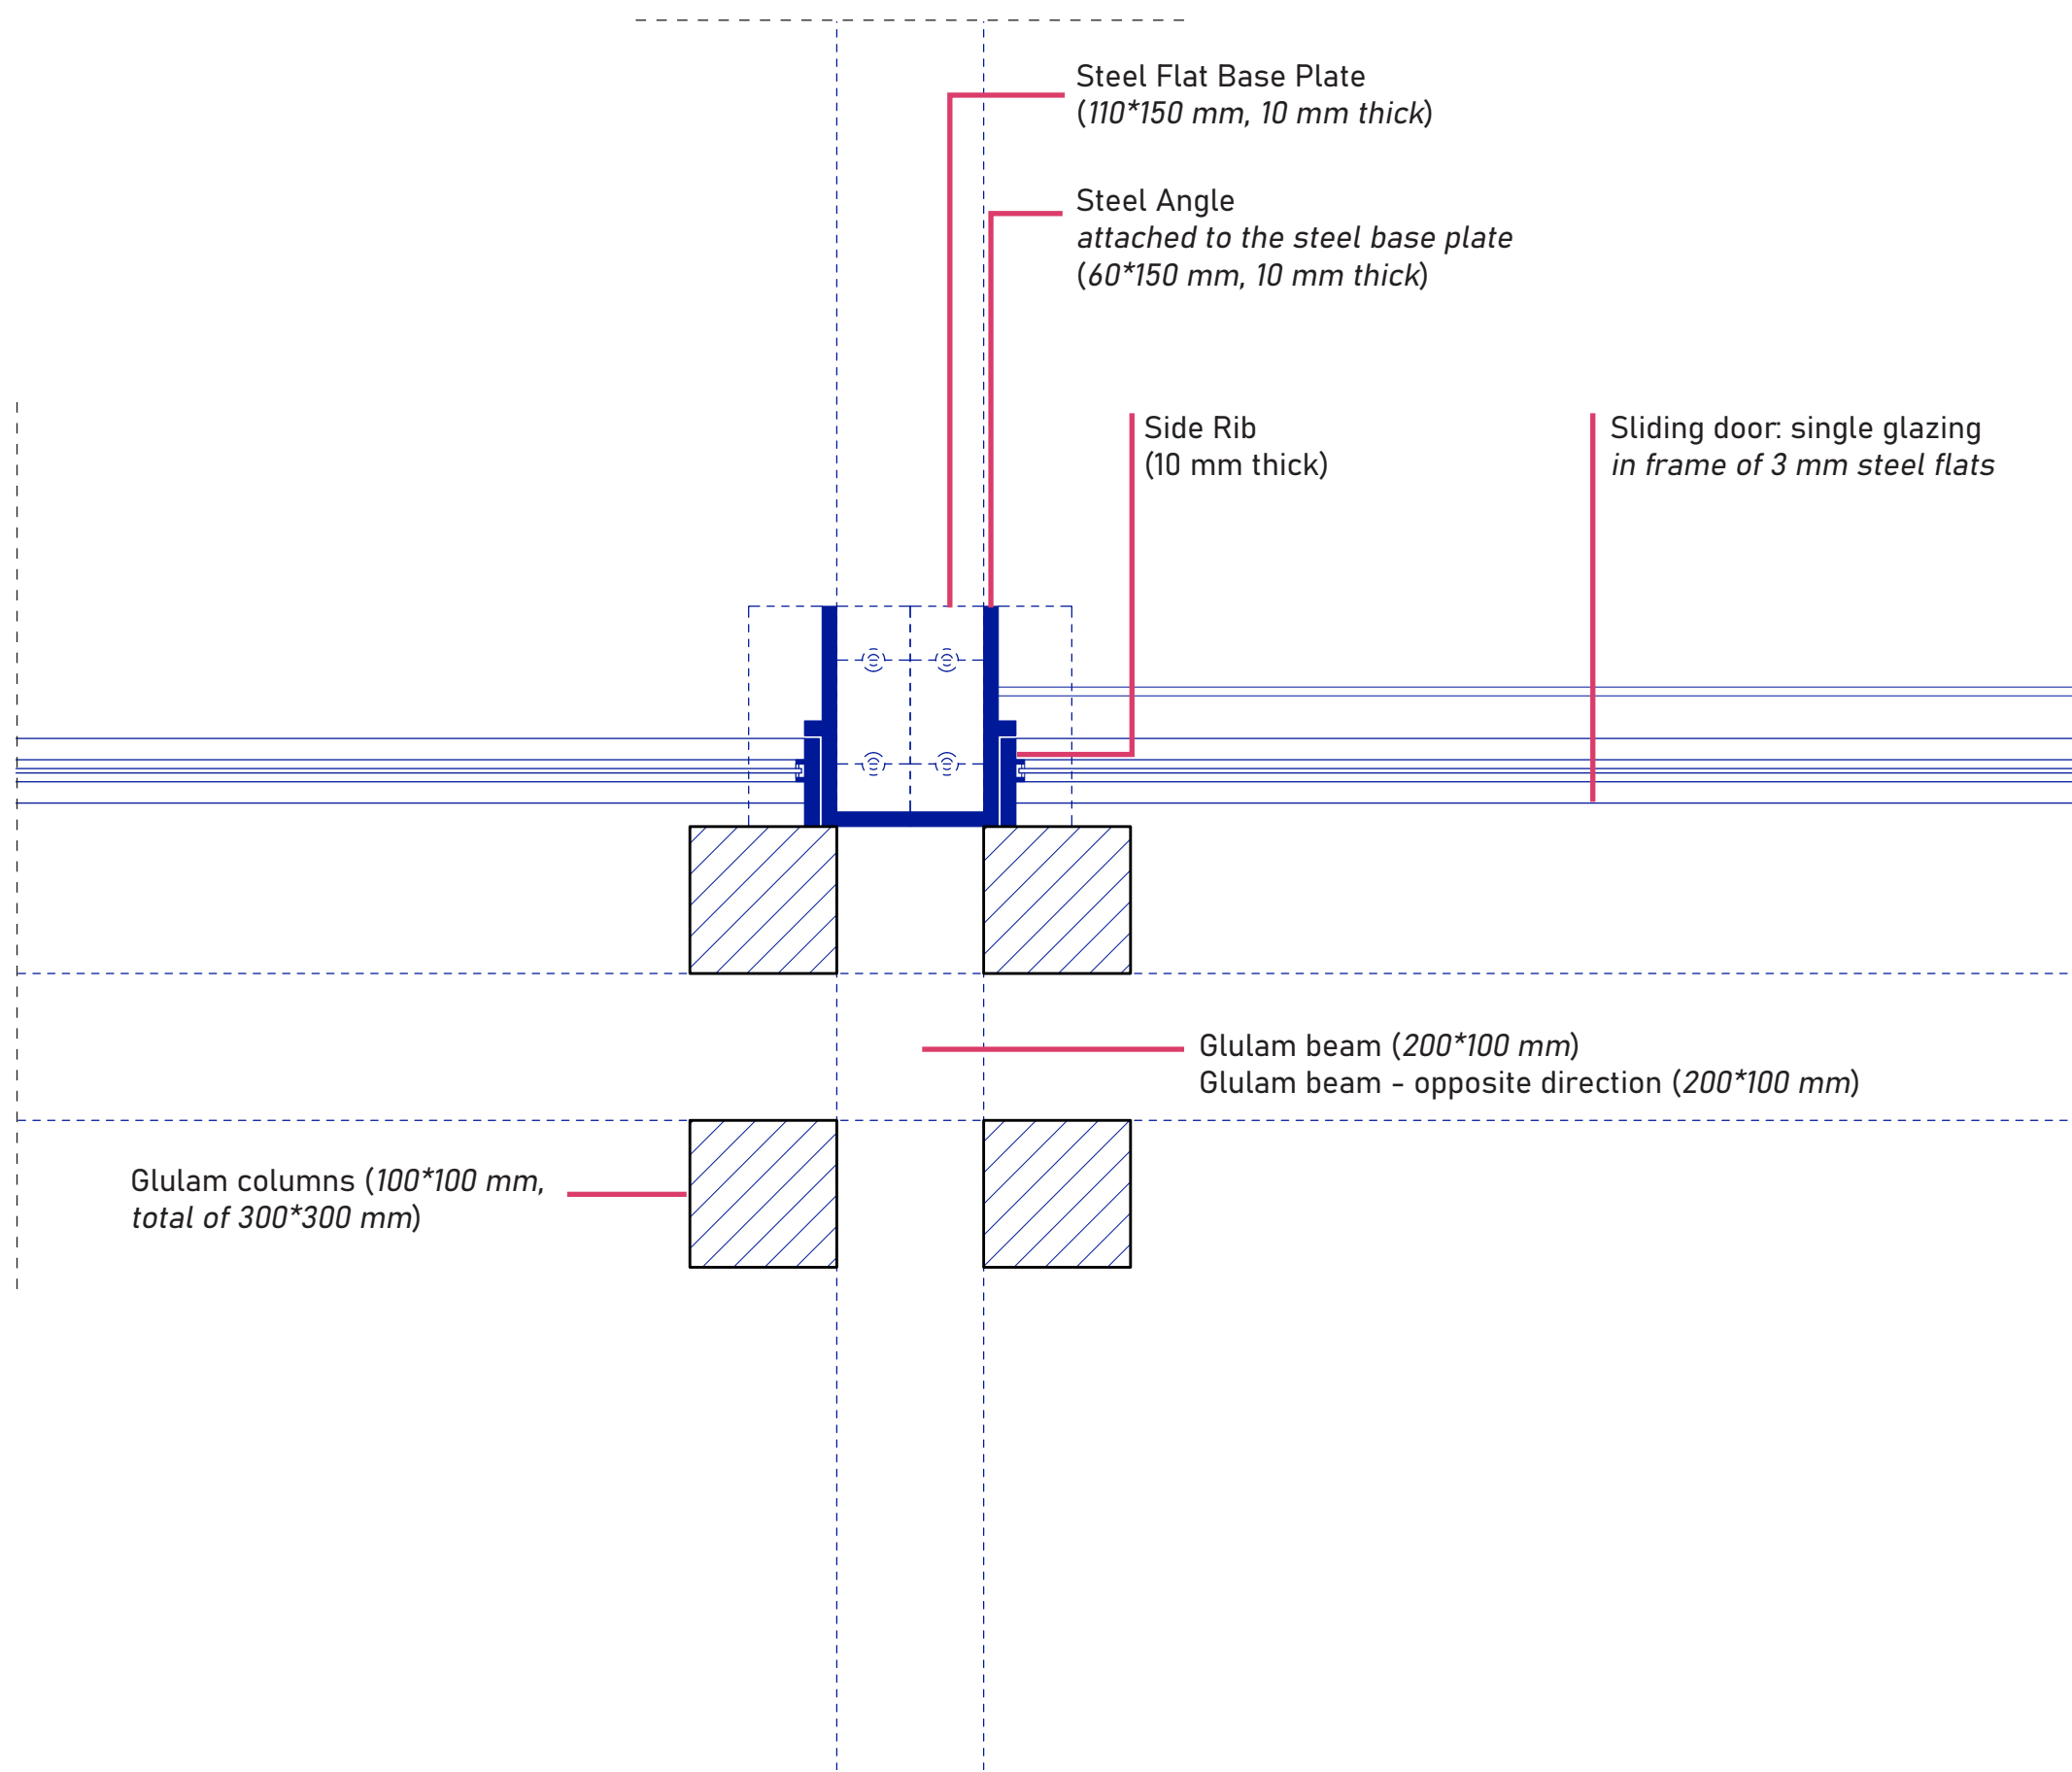 Steel Flat Base Plate
(110*150 mm, 10 mm thick)
Steel Angle
attached to the steel base plate
(60*150 mm, 10 mm thick)
Side Rib
(10 mm thick)
Sliding door: single glazing
in frame of 3 mm steel flats
Glulam beam (200*100 mm)
Glulam beam - opposite direction (200*100 mm)
Glulam columns (100*100 mm,
total of 300*300 mm)